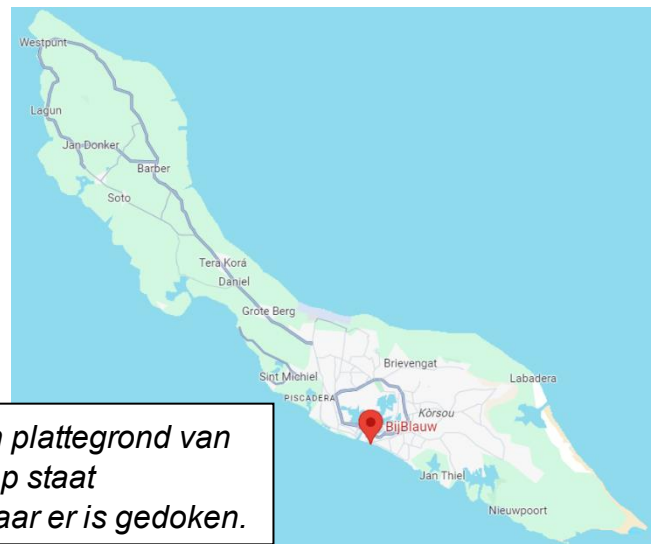 Westpunt
Lagun
Jan Donker
Barber
Soto
Tera Korá
Daniel
Grote Berg
Brievengat
Sint Michiel
Labadera
PISCADERA
Kòrsou
BijBlauw
Jan Thiel
Nieuwpoort
plattegrond van
p staat
aar er is gedoken.